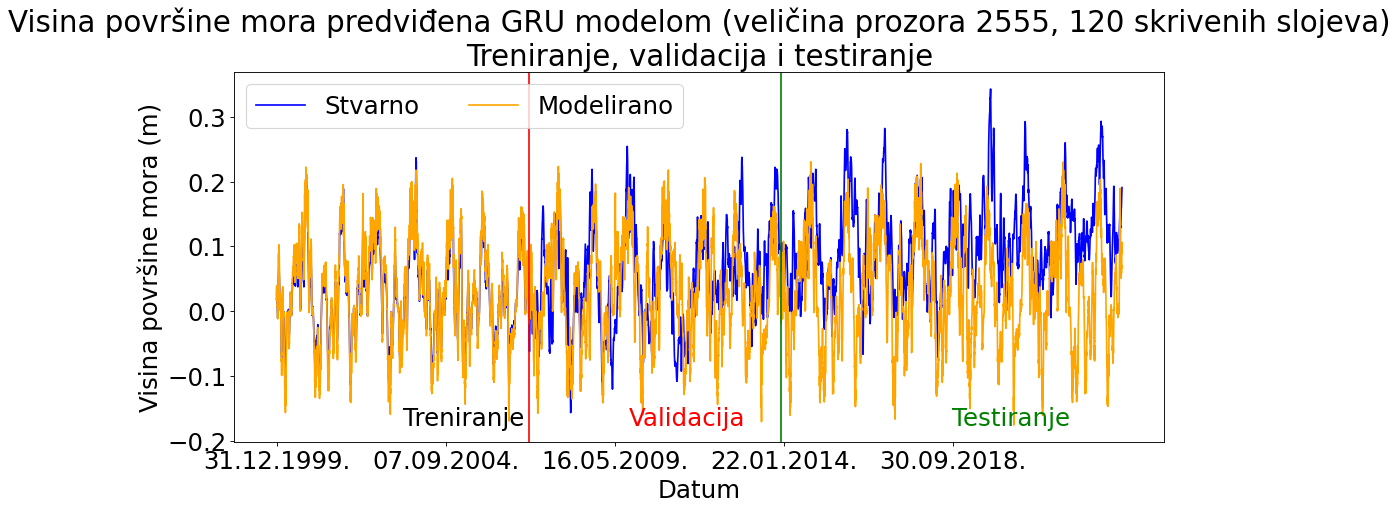 Visina površine mora predviđena GRU modelom (veličina prozora 2555, 120 skrivenih slojeva)
Treniranje, validacija i testiranje
Stvarno
Modelirano
Visina površine mora (m)
0.3
0.2
0.1
0.0
−0.1
−0.2
Treniranje
Validacija
Testiranje
31.12.1999.
07.09.2004.
16.05.2009.
22.01.2014.
30.09.2018.
Datum